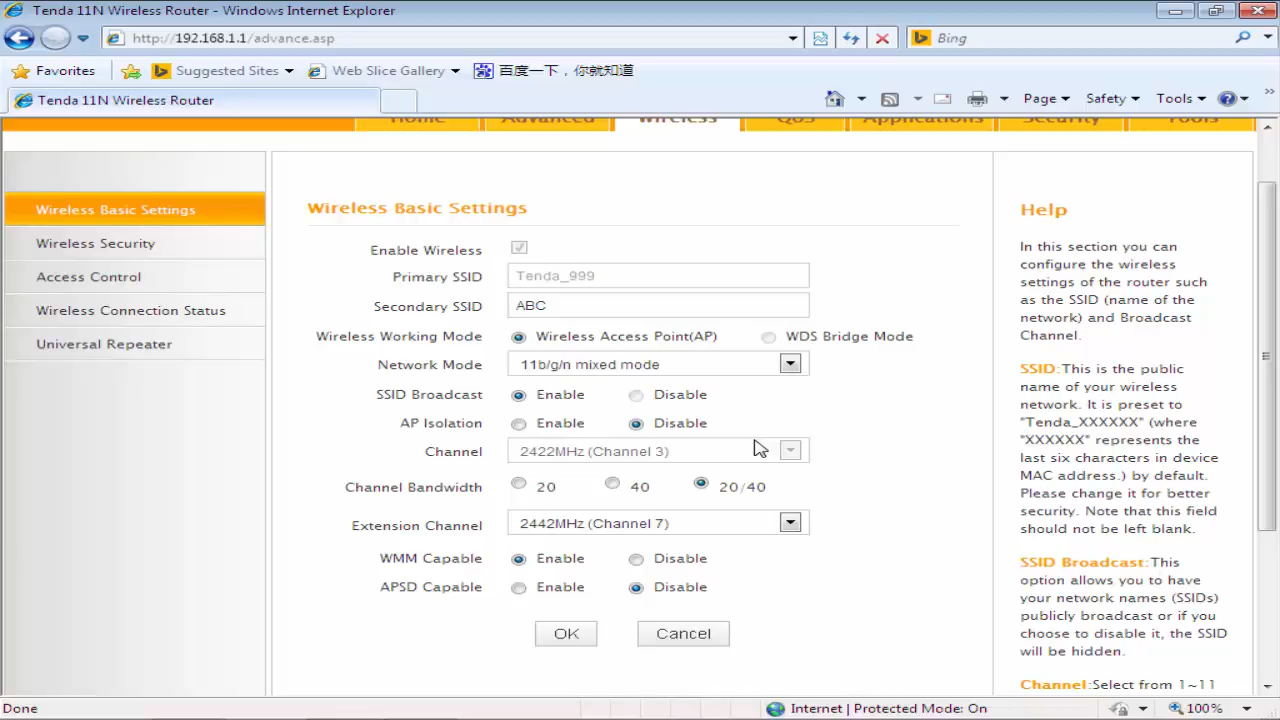 Tenda 11N Wireless Router - Windows Internet Explorer
http://192.168.1.1/advance.asp
Bing
Favorites
Suggested Sites
Web Slice Gallery
百度一下，你就知道
Tenda 11N Wireless Router
Page
Safety
Tools
Home
Advanced
Wireless
QoS
Applications
Security
Tools
Wireless Basic Settings
Wireless Security
Access Control
Wireless Connection Status
Universal Repeater
Wireless Basic Settings
Enable Wireless
Primary SSID Tenda_999
Secondary SSID ABC
Wireless Working Mode Wireless Access Point(AP) WDS Bridge Mode
Network Mode 11b/g/n mixed mode
SSID Broadcast Enable Disable
AP Isolation Enable Disable
Channel 2422MHz (Channel 3)
Channel Bandwidth 20 40 20/40
Extension Channel 2442MHz (Channel 7)
WMM Capable Enable Disable
APSD Capable Enable Disable
OK Cancel
Help
In this section you can
configure the wireless
settings of the router such
as the SSID (name of the
network) and Broadcast
Channel.
SSID:This is the public
name of your wireless
network. It is preset to
"Tenda_XXXXXX" (where
"XXXXXX" represents the
last six characters in device
MAC address.) by default.
Please change it for better
security. Note that this field
should not be left blank.
SSID Broadcast:This
option allows you to have
your network names (SSIDs)
publicly broadcast or if you
choose to disable it, the SSID
will be hidden.
Channel:Select from 1~11
Done
Internet | Protected Mode: On
100%